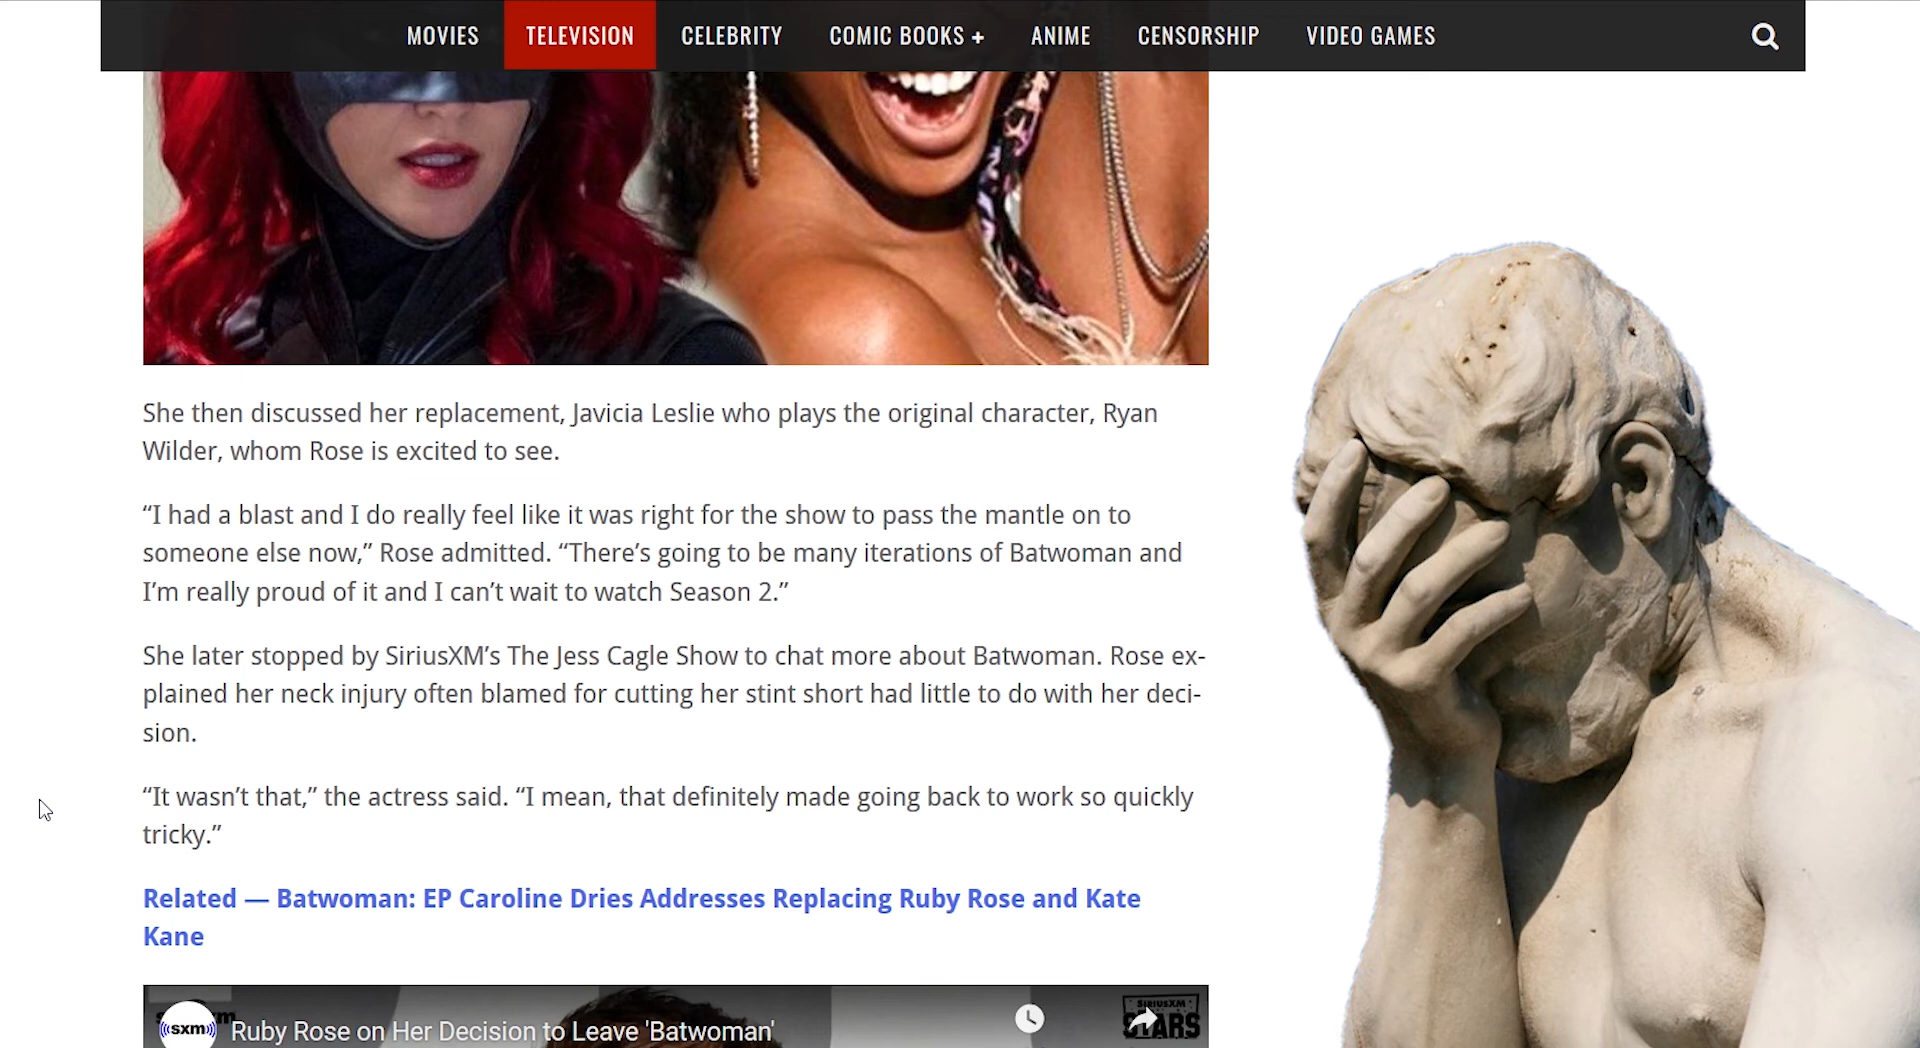 MOVIES TELEVISION CELEBRITY COMIC BOOKS + ANIME CENSORSHIP VIDEO GAMES
She then discussed her replacement, Javicia Leslie who plays the original character, Ryan
Wilder, whom Rose is excited to see.
“I had a blast and I do really feel like it was right for the show to pass the mantle on to
someone else now,” Rose admitted. “There’s going to be many iterations of Batwoman and
I’m really proud of it and I can’t wait to watch Season 2.”
She later stopped by SiriusXM’s The Jess Cagle Show to chat more about Batwoman. Rose ex-
plained her neck injury often blamed for cutting her stint short had little to do with her deci-
sion.
“It wasn’t that,” the actress said. “I mean, that definitely made going back to work so quickly
tricky.”
Related — Batwoman: EP Caroline Dries Addresses Replacing Ruby Rose and Kate
Kane
SIRIUSXM
STARS
((sxm)) Ruby Rose on Her Decision to Leave 'Batwoman'